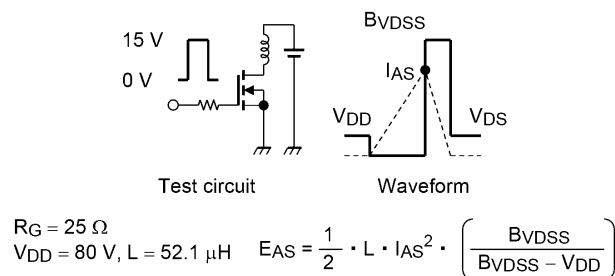 15 V
0 V
BVDSS
IAS
VDD
VDS
Test circuit
Waveform
RG = 25 Ω
VDD = 80 V, L = 52.1 μH
EAS = 1/2 · L · IAS² · (BVDSS / (BVDSS − VDD))